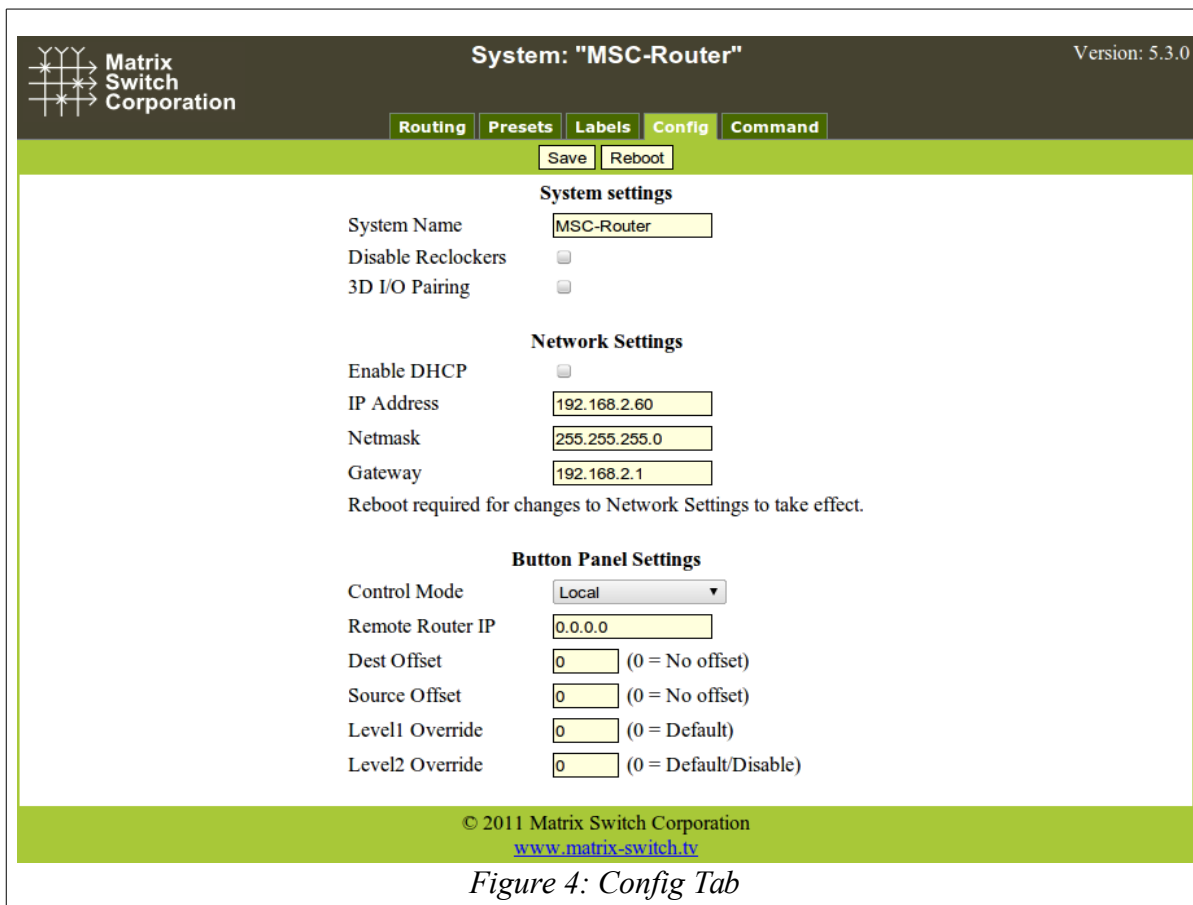 Matrix
Switch
Corporation
System: "MSC-Router"
Version: 5.3.0
Routing Presets Labels Config Command
Save Reboot
System settings
System Name MSC-Router
Disable Reclockers
3D I/O Pairing
Network Settings
Enable DHCP
IP Address 192.168.2.60
Netmask 255.255.255.0
Gateway 192.168.2.1
Reboot required for changes to Network Settings to take effect.
Button Panel Settings
Control Mode Local
Remote Router IP 0.0.0.0
Dest Offset 0 (0 = No offset)
Source Offset 0 (0 = No offset)
Level1 Override 0 (0 = Default)
Level2 Override 0 (0 = Default/Disable)
© 2011 Matrix Switch Corporation
www.matrix-switch.tv
Figure 4: Config Tab